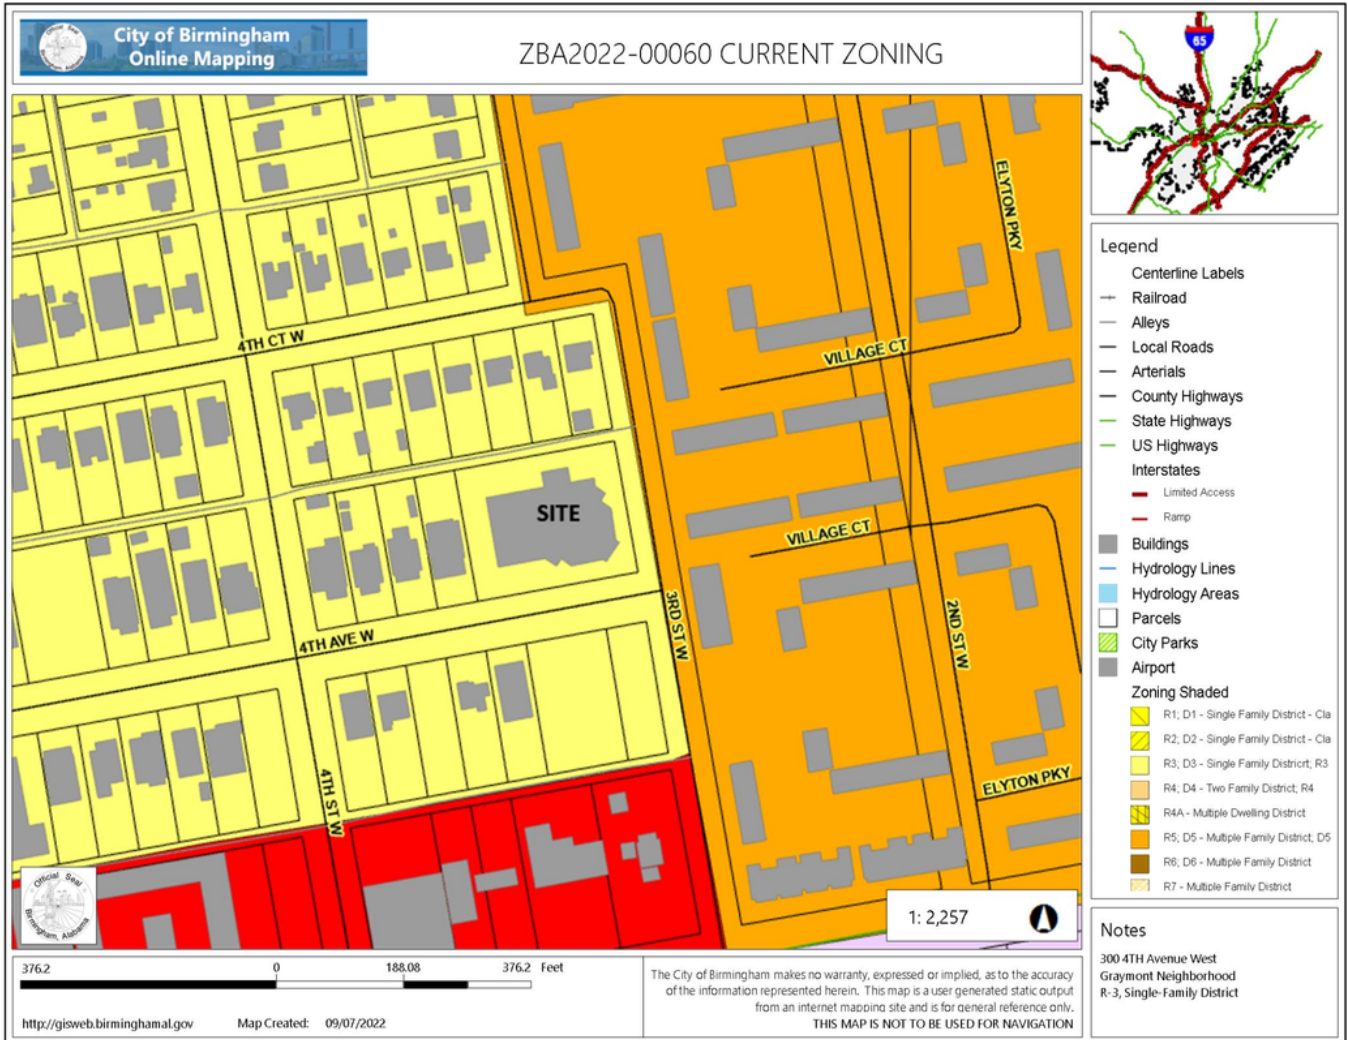 City of Birmingham
Online Mapping
ZBA2022-00060 CURRENT ZONING
65
ELYTON PKY
4TH CT W
VILLAGE CT
SITE
VILLAGE CT
3RD ST W
2ND ST W
4TH AVE W
4TH ST W
ELYTON PKY
1: 2,257
Official Seal
Birmingham, Alabama
Legend
Centerline Labels
Railroad
Alleys
Local Roads
Arterials
County Highways
State Highways
US Highways
Interstates
Limited Access
Ramp
Buildings
Hydrology Lines
Hydrology Areas
Parcels
City Parks
Airport
Zoning Shaded
R1; D1 - Single Family District - Cla
R2; D2 - Single Family District - Cla
R3; D3 - Single Family Districrt; R3
R4; D4 - Two Family District; R4
R4A - Multiple Dwelling District
R5; D5 - Multiple Family District; D5
R6; D6 - Multiple Family District
R7 - Multiple Family District
Notes
300 4TH Avenue West
Graymont Neighborhood
R-3, Single-Family District
376.2 0 188.08 376.2 Feet
http://gisweb.birminghamal.gov Map Created: 09/07/2022
The City of Birmingham makes no warranty, expressed or implied, as to the accuracy
of the information represented herein. This map is a user generated static output
from an internet mapping site and is for general reference only.
THIS MAP IS NOT TO BE USED FOR NAVIGATION